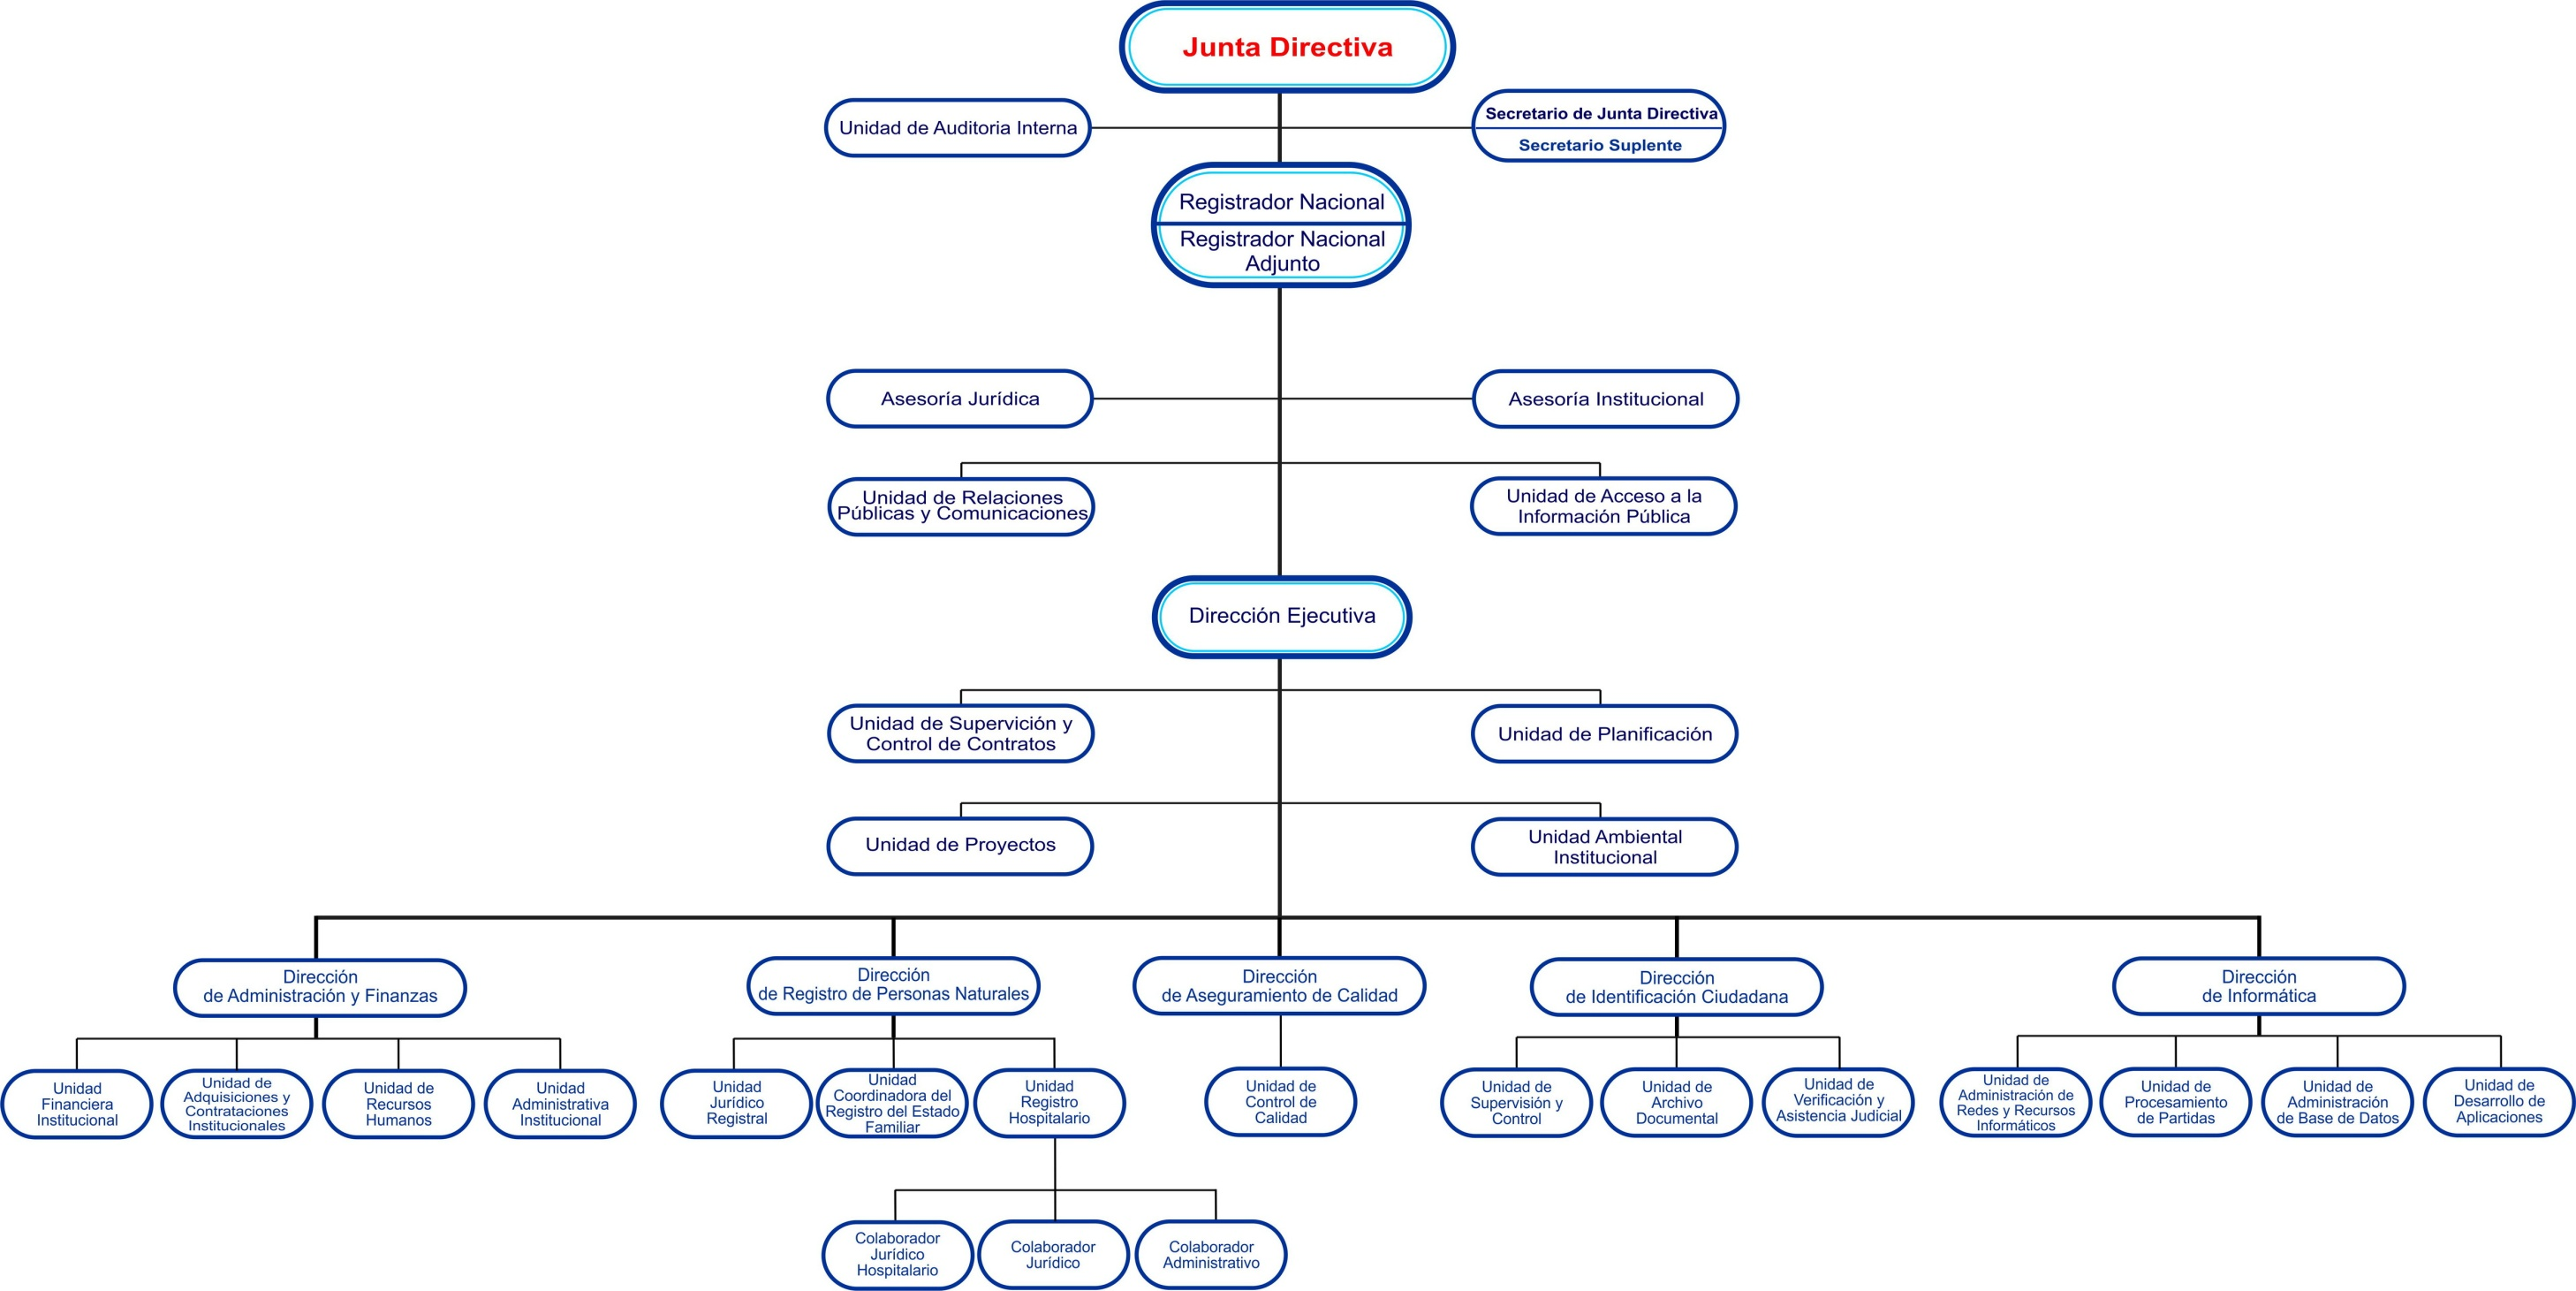 Junta Directiva
Unidad de Auditoria Interna
Secretario de Junta Directiva
Secretario Suplente
Registrador Nacional
Registrador Nacional
Adjunto
Asesoría Jurídica
Asesoría Institucional
Unidad de Relaciones
Públicas y Comunicaciones
Unidad de Acceso a la
Información Pública
Dirección Ejecutiva
Unidad de Supervición y
Control de Contratos
Unidad de Planificación
Unidad de Proyectos
Unidad Ambiental
Institucional
Dirección
de Administración y Finanzas
Dirección
de Registro de Personas Naturales
Dirección
de Aseguramiento de Calidad
Dirección
de Identificación Ciudadana
Dirección
de Informática
Unidad
Financiera
Institucional
Unidad de
Adquisiciones y
Contrataciones
Institucionales
Unidad de
Recursos
Humanos
Unidad
Administrativa
Institucional
Unidad
Jurídico
Registral
Unidad
Coordinadora del
Registro del Estado
Familiar
Unidad
Registro
Hospitalario
Unidad de
Control de
Calidad
Unidad de
Supervisión y
Control
Unidad de
Archivo
Documental
Unidad de
Verificación y
Asistencia Judicial
Unidad de
Administración de
Redes y Recursos
Informáticos
Unidad de
Procesamiento
de Partidas
Unidad de
Administración
de Base de Datos
Unidad de
Desarrollo de
Aplicaciones
Colaborador
Jurídico
Hospitalario
Colaborador
Jurídico
Colaborador
Administrativo